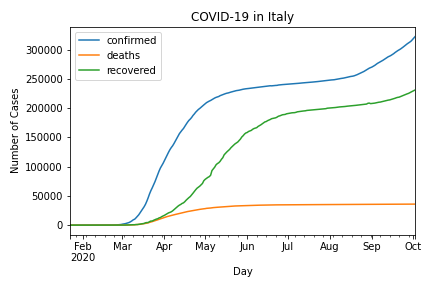 COVID-19 in Italy
confirmed
deaths
recovered
Number of Cases
300000
250000
200000
150000
100000
50000
0
Feb Mar Apr May Jun Jul Aug Sep Oct
2020
Day